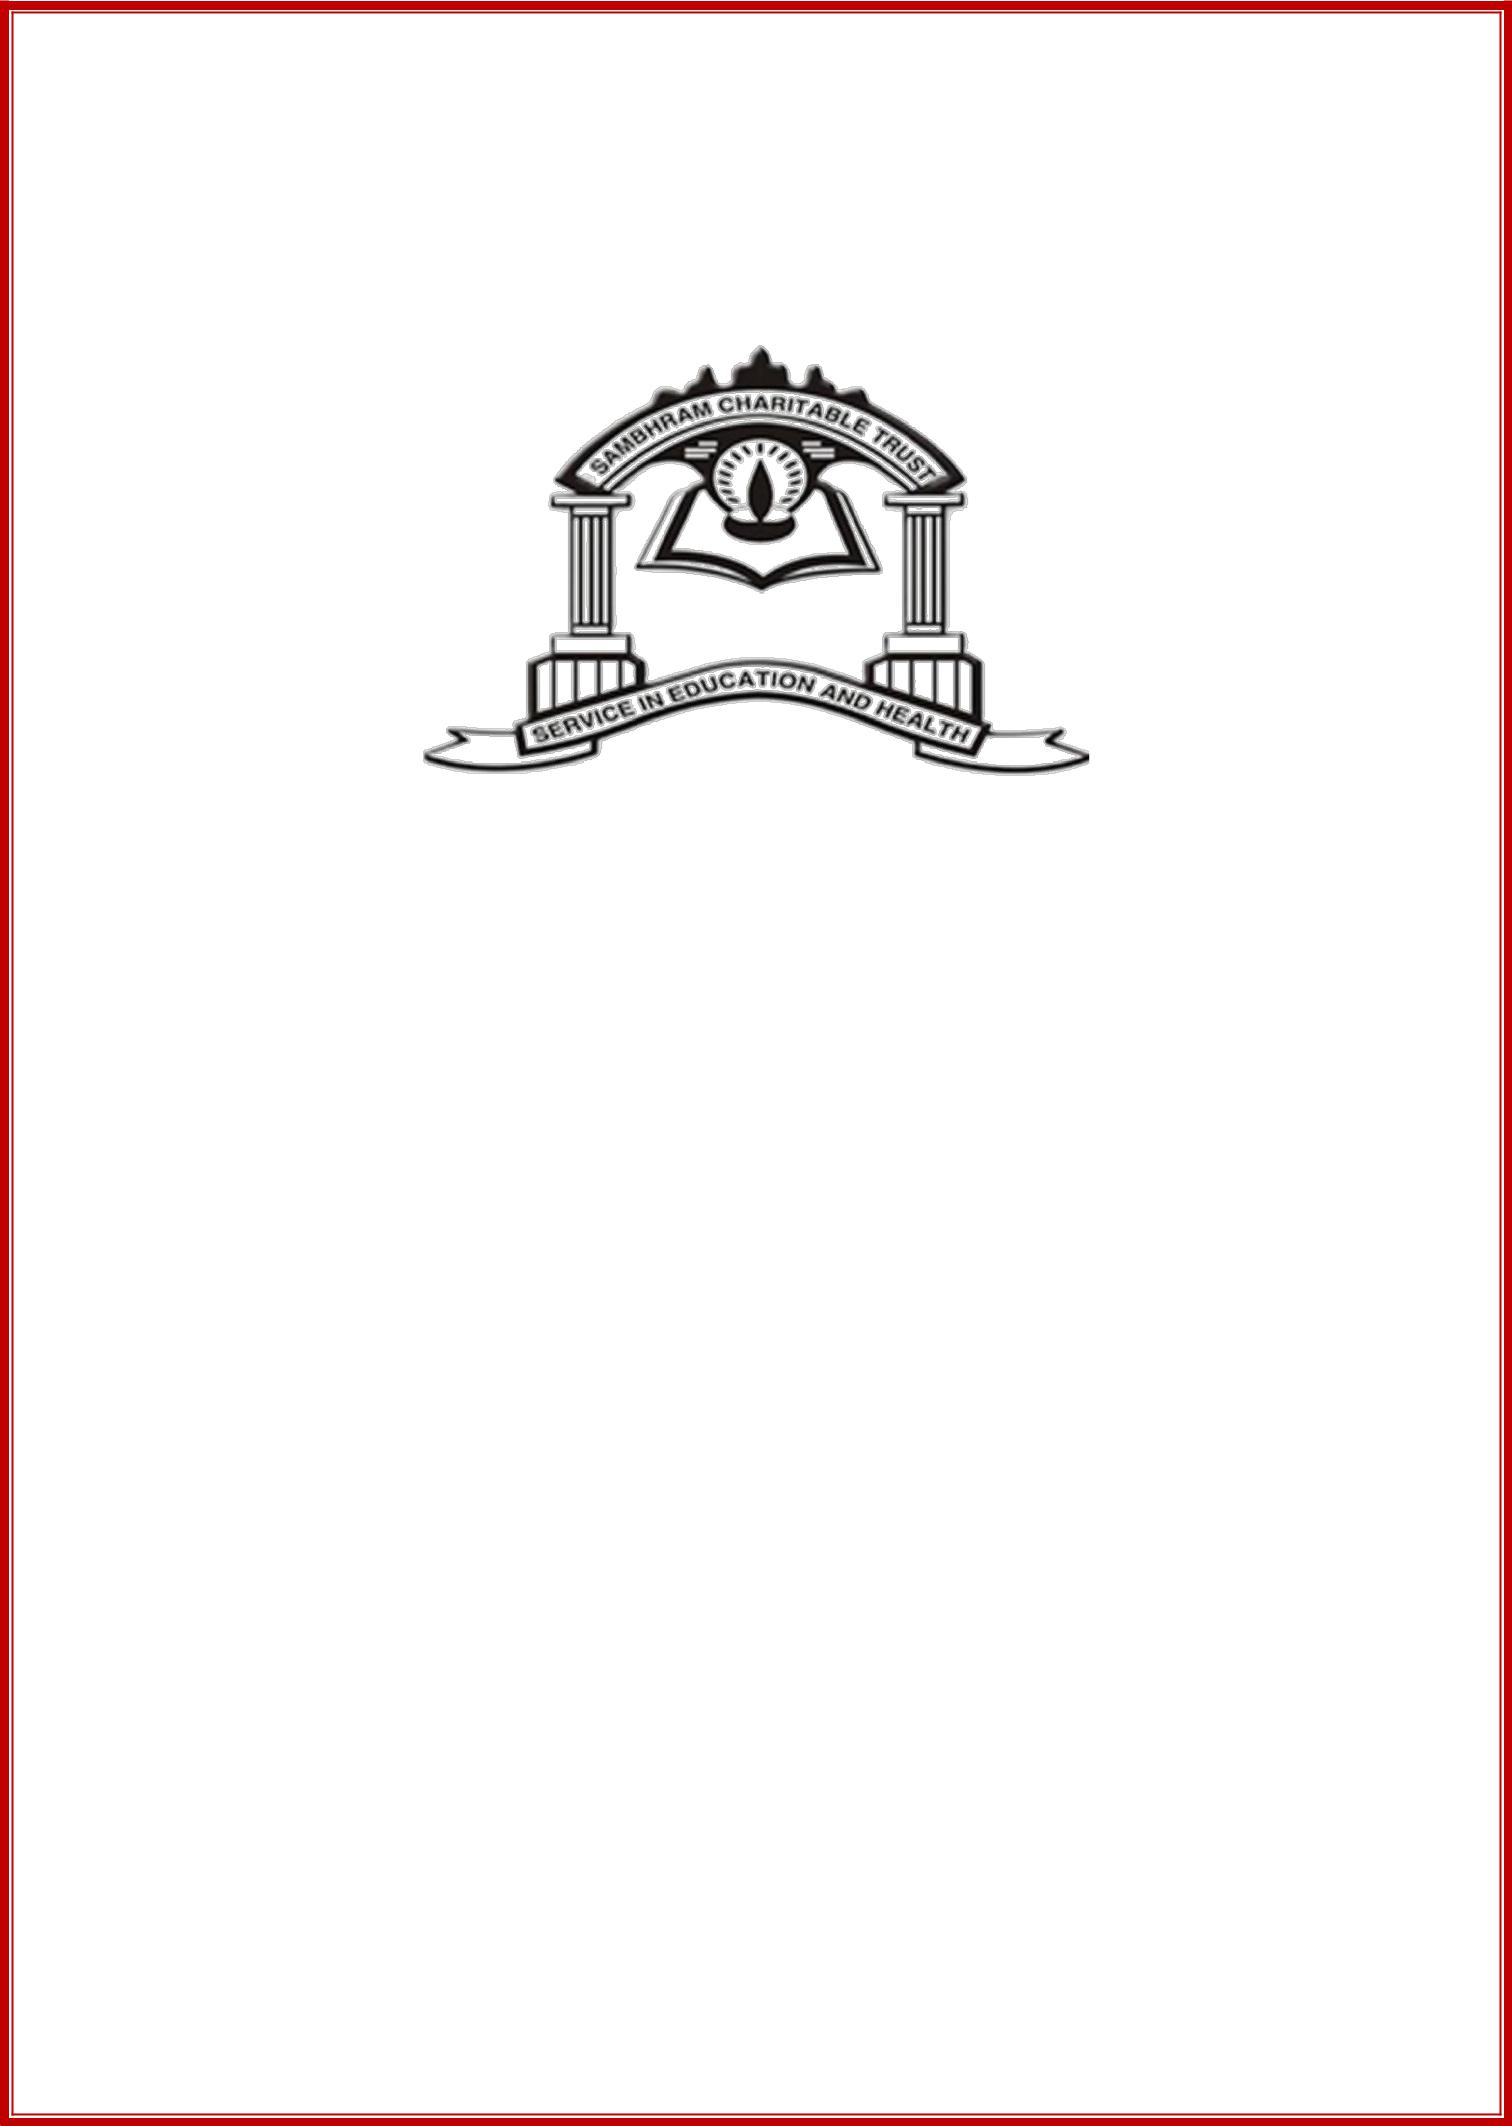 SAMBHRAM CHARITABLE TRUST
SERVICE IN EDUCATION AND HEALTH